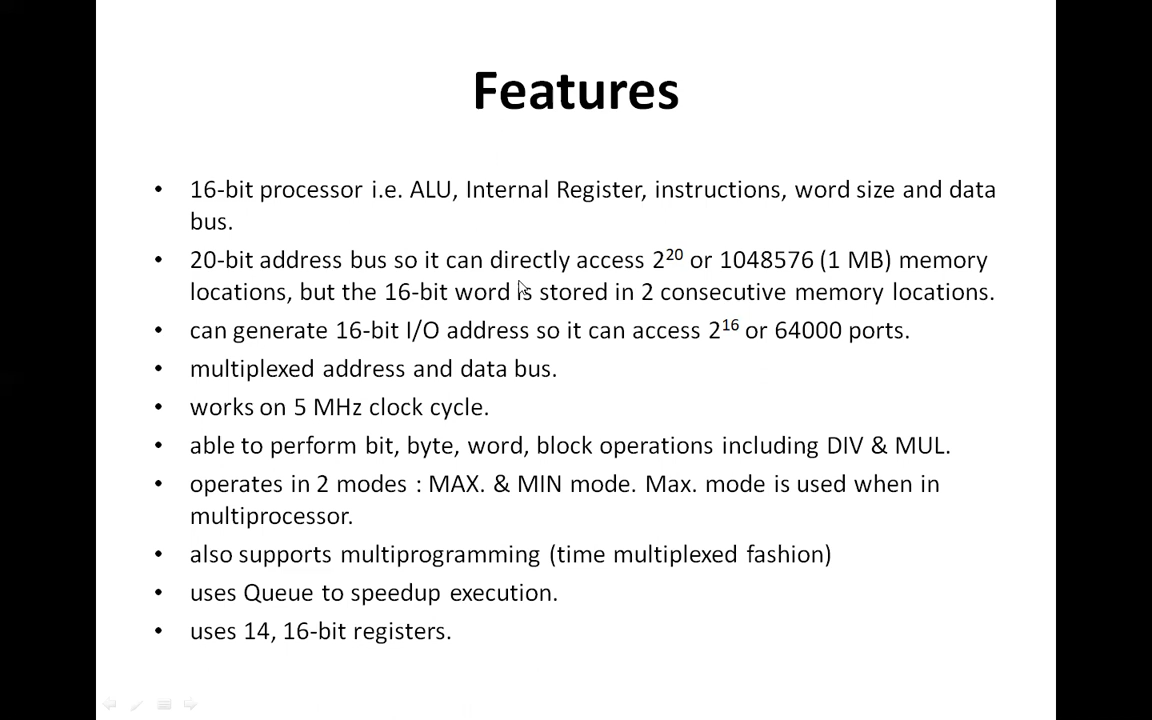 Features
• 16-bit processor i.e. ALU, Internal Register, instructions, word size and data
bus.
• 20-bit address bus so it can directly access 2²⁰ or 1048576 (1 MB) memory
locations, but the 16-bit word is stored in 2 consecutive memory locations.
• can generate 16-bit I/O address so it can access 2¹⁶ or 64000 ports.
• multiplexed address and data bus.
• works on 5 MHz clock cycle.
• able to perform bit, byte, word, block operations including DIV & MUL.
• operates in 2 modes : MAX. & MIN mode. Max. mode is used when in
multiprocessor.
• also supports multiprogramming (time multiplexed fashion)
• uses Queue to speedup execution.
• uses 14, 16-bit registers.